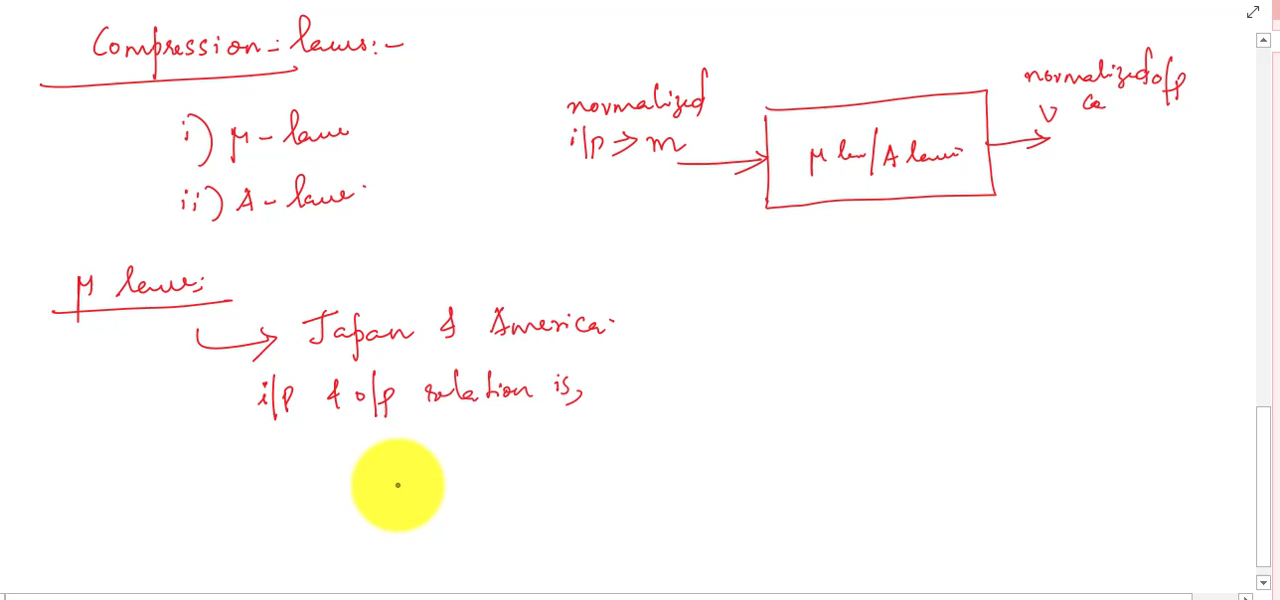 Compression-laws:-
i) μ-law
ii) A-law
normalized
i/p → m
μ law/A law
normalized o/p
v
μ law:
Japan & America.
i/p & o/p relation is,